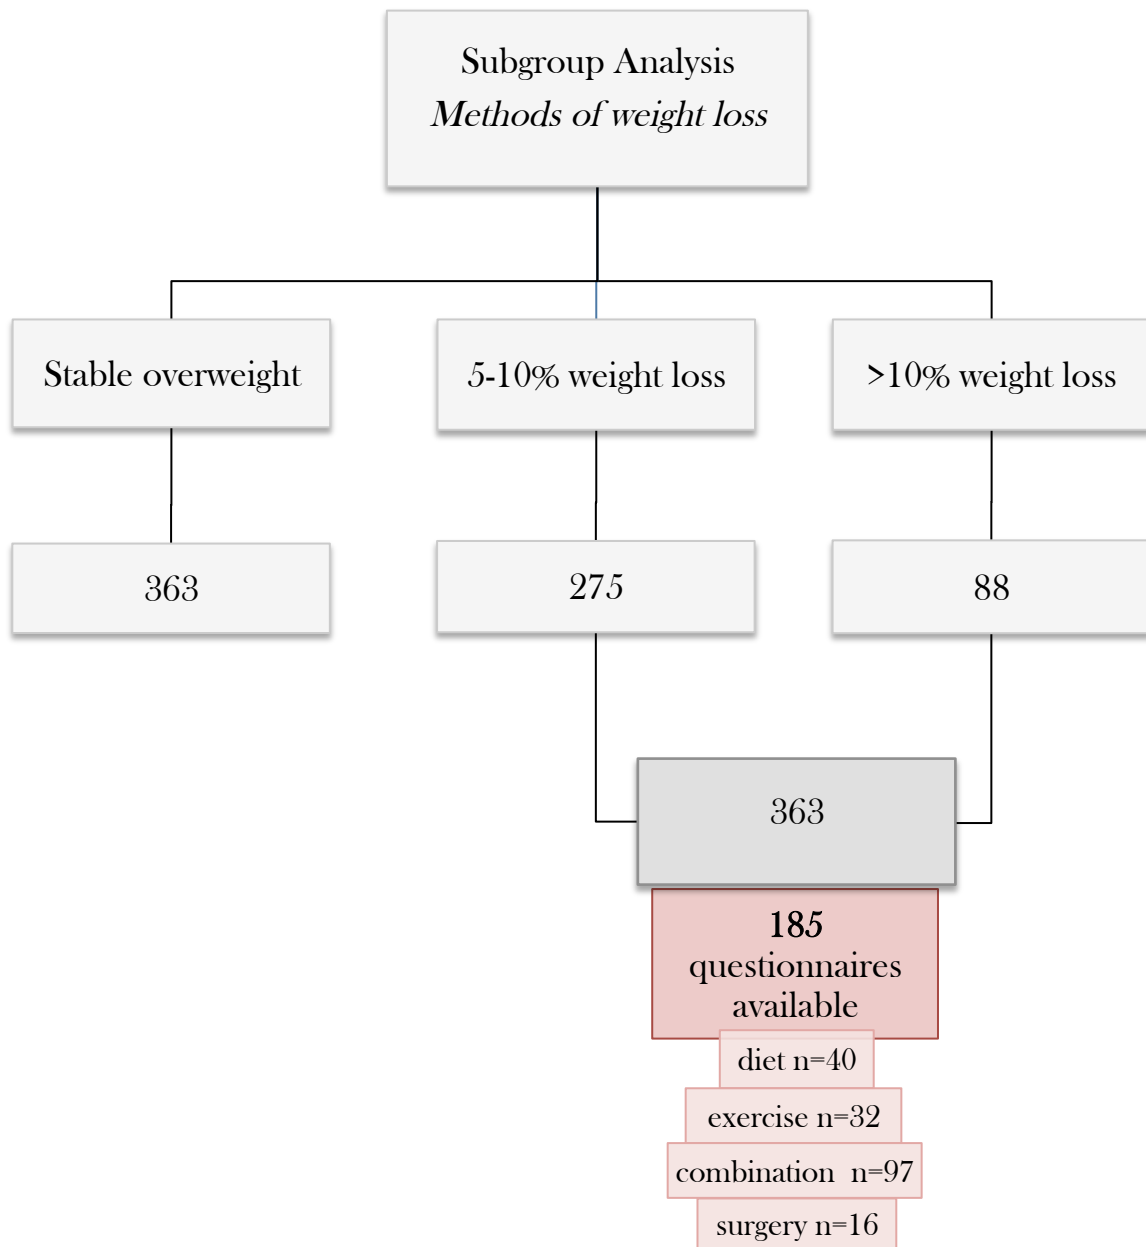 Subgroup Analysis
Methods of weight loss
Stable overweight
5-10% weight loss
>10% weight loss
363
275
88
363
185
questionnaires
available
diet n=40
exercise n=32
combination n=97
surgery n=16